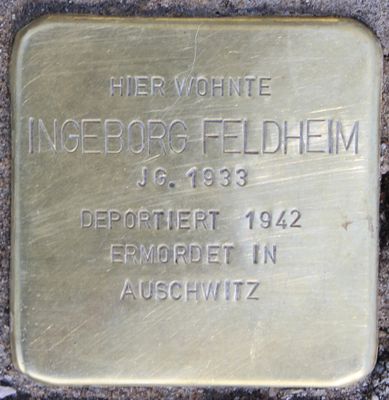 HIER WOHNTE
INGEBORG FELDHEIM
JG. 1933
DEPORTIERT 1942
ERMORDET IN
AUSCHWITZ